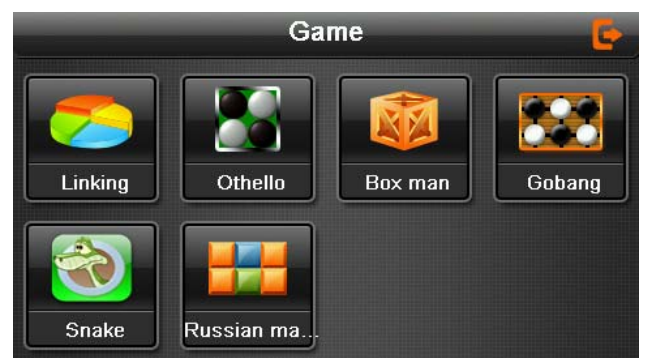 Game
Linking
Othello
Box man
Gobang
Snake
Russian ma...